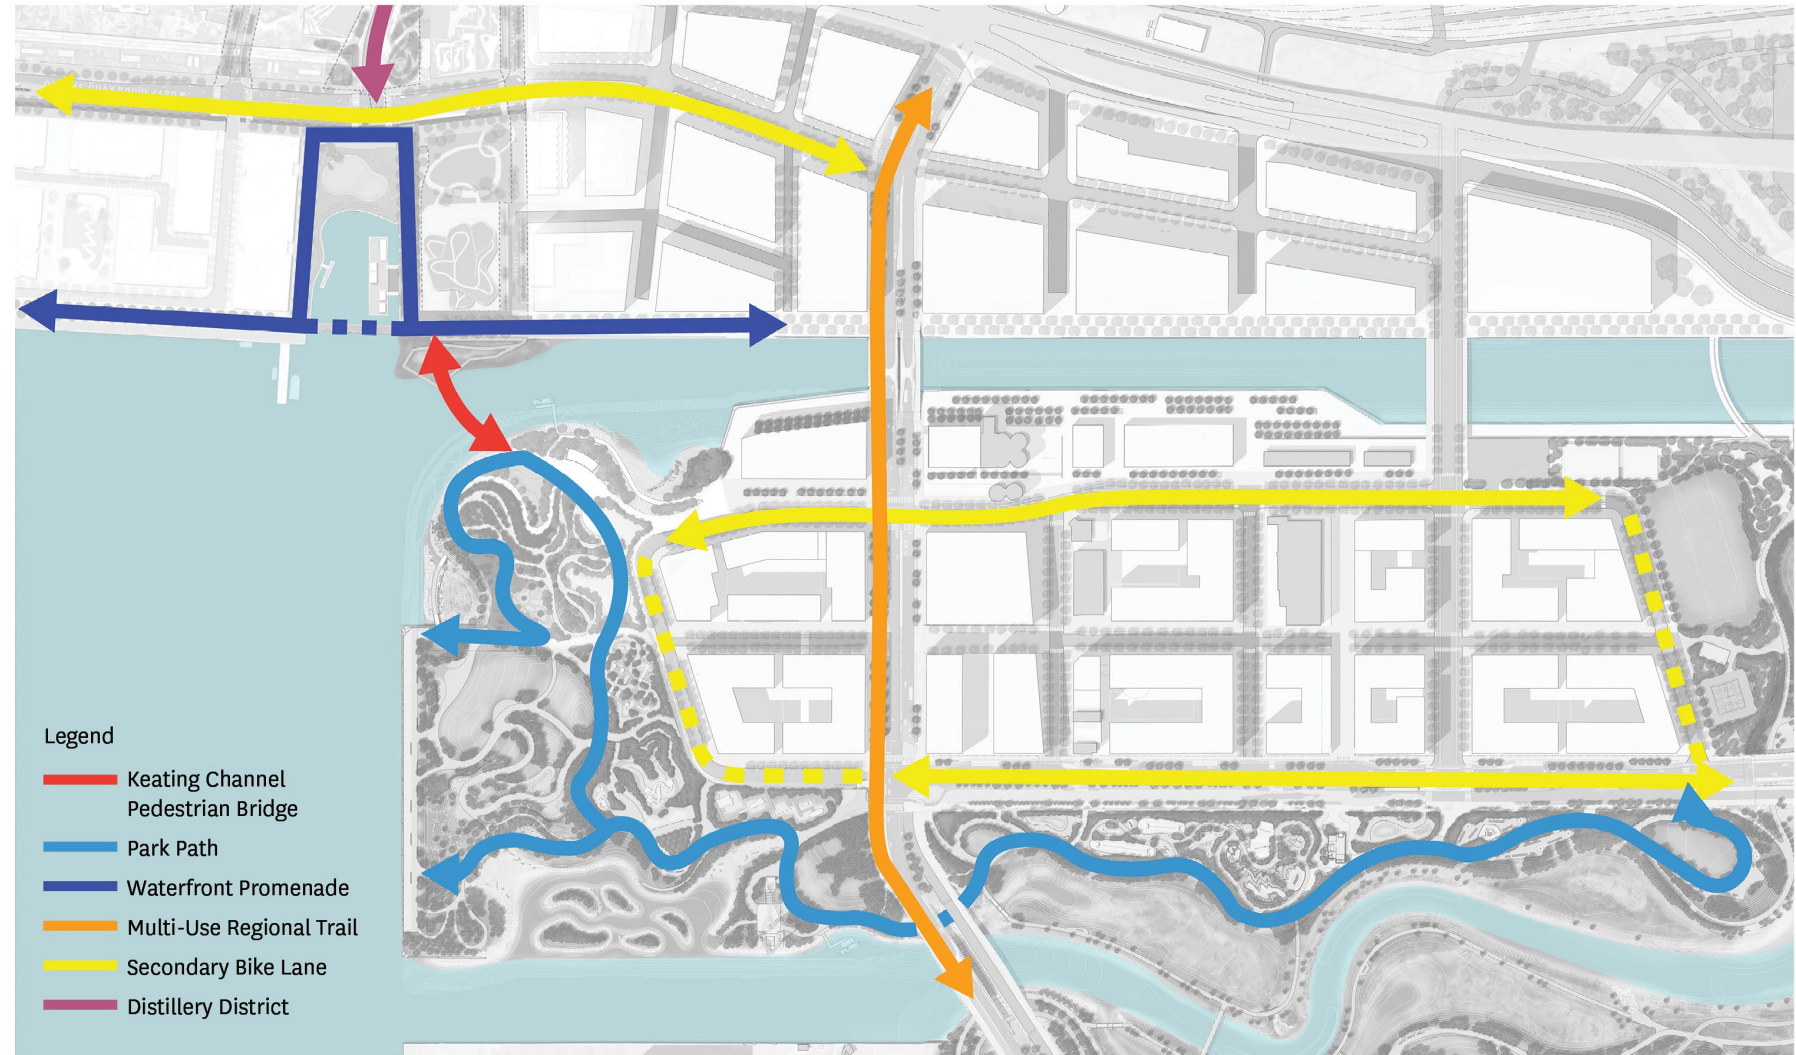 Legend
Keating Channel
Pedestrian Bridge
Park Path
Waterfront Promenade
Multi-Use Regional Trail
Secondary Bike Lane
Distillery District